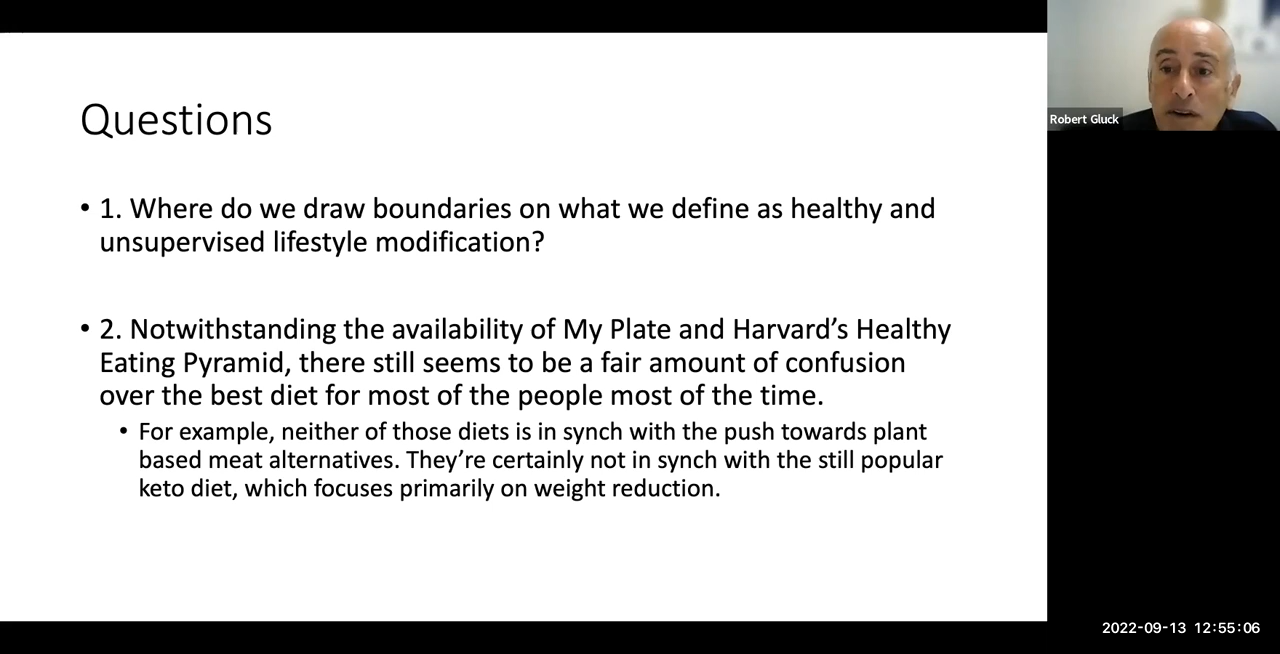 Questions
• 1. Where do we draw boundaries on what we define as healthy and
unsupervised lifestyle modification?
• 2. Notwithstanding the availability of My Plate and Harvard’s Healthy
Eating Pyramid, there still seems to be a fair amount of confusion
over the best diet for most of the people most of the time.
• For example, neither of those diets is in synch with the push towards plant
based meat alternatives. They’re certainly not in synch with the still popular
keto diet, which focuses primarily on weight reduction.
Robert Gluck
2022-09-13 12:55:06